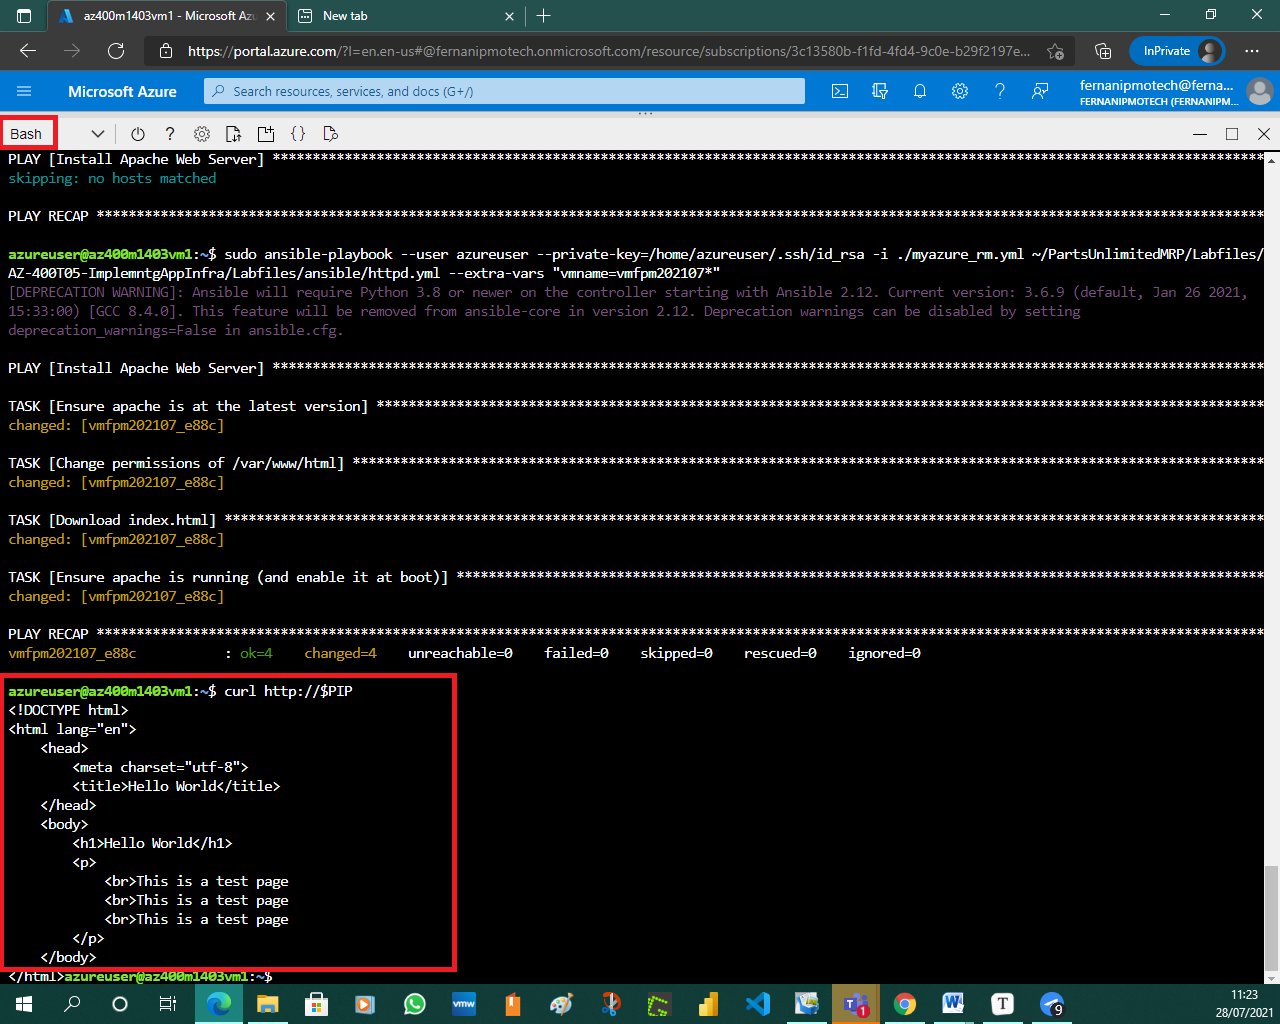 az400m1403vm1 - Microsoft Azu
New tab
https://portal.azure.com/?l=en.en-us#@fernanipmotech.onmicrosoft.com/resource/subscriptions/3c13580b-f1fd-4fd4-9c0e-b29f2197e...
InPrivate
Microsoft Azure
Search resources, services, and docs (G+/)
fernanipmotech@ferna...
FERNANIPMOTECH (FERNANIPM...
Bash
PLAY [Install Apache Web Server] ****************************************************************************************************************************
skipping: no hosts matched
PLAY RECAP **************************************************************************************************************************************************
azureuser@az400m1403vm1:~$ sudo ansible-playbook --user azureuser --private-key=/home/azureuser/.ssh/id_rsa -i ./myazure_rm.yml ~/PartsUnlimitedMRP/Labfiles/
AZ-400T05-ImplemntgAppInfra/Labfiles/ansible/httpd.yml --extra-vars "vmname=vmfpm202107*"
[DEPRECATION WARNING]: Ansible will require Python 3.8 or newer on the controller starting with Ansible 2.12. Current version: 3.6.9 (default, Jan 26 2021,
15:33:00) [GCC 8.4.0]. This feature will be removed from ansible-core in version 2.12. Deprecation warnings can be disabled by setting
deprecation_warnings=False in ansible.cfg.
PLAY [Install Apache Web Server] ****************************************************************************************************************************
TASK [Ensure apache is at the latest version] ***************************************************************************************************************
changed: [vmfpm202107_e88c]
TASK [Change permissions of /var/www/html] ******************************************************************************************************************
changed: [vmfpm202107_e88c]
TASK [Download index.html] **********************************************************************************************************************************
changed: [vmfpm202107_e88c]
TASK [Ensure apache is running (and enable it at boot)] *****************************************************************************************************
changed: [vmfpm202107_e88c]
PLAY RECAP **************************************************************************************************************************************************
vmfpm202107_e88c : ok=4 changed=4 unreachable=0 failed=0 skipped=0 rescued=0 ignored=0
azureuser@az400m1403vm1:~$ curl http://$PIP
<!DOCTYPE html>
<html lang="en">
<head>
<meta charset="utf-8">
<title>Hello World</title>
</head>
<body>
<h1>Hello World</h1>
<p>
<br>This is a test page
<br>This is a test page
<br>This is a test page
</p>
</body>
</html>azureuser@az400m1403vm1:~$
vmw
1
W
T
9
11:23
28/07/2021